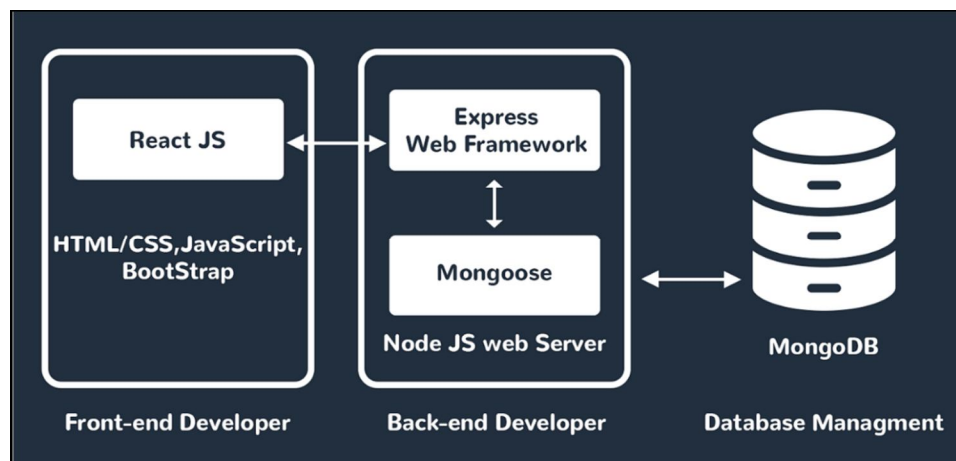 React JS
HTML/CSS,JavaScript,
BootStrap
Front-end Developer
Express
Web Framework
Mongoose
Node JS web Server
Back-end Developer
MongoDB
Database Managment